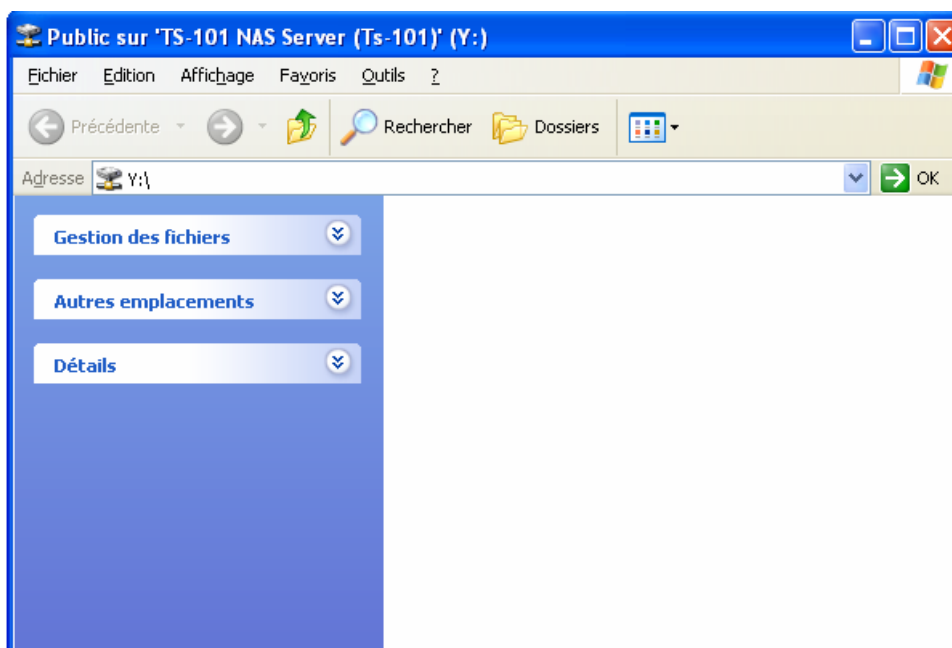 Public sur 'TS-101 NAS Server (Ts-101)' (Y:)
Fichier Edition Affichage Favoris Outils ?
Précédente Rechercher Dossiers
Adresse Y:\ OK
Gestion des fichiers
Autres emplacements
Détails